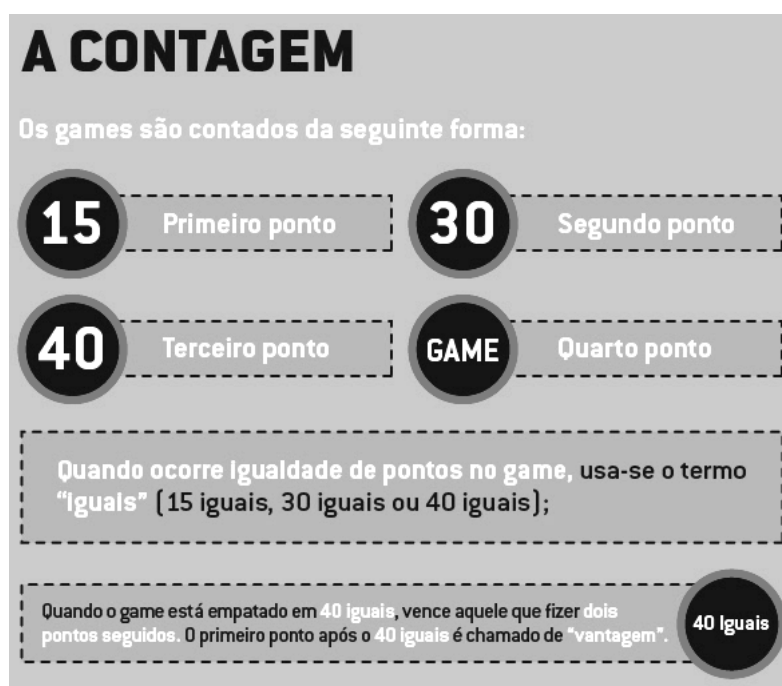 A CONTAGEM
Os games são contados da seguinte forma:
15 Primeiro ponto
30 Segundo ponto
40 Terceiro ponto
GAME Quarto ponto
Quando ocorre igualdade de pontos no game, usa-se o termo
“Iguais” (15 iguais, 30 iguais ou 40 iguais);
Quando o game está empatado em 40 iguais, vence aquele que fizer dois
pontos seguidos. O primeiro ponto após o 40 iguais é chamado de “vantagem”.
40 Iguais